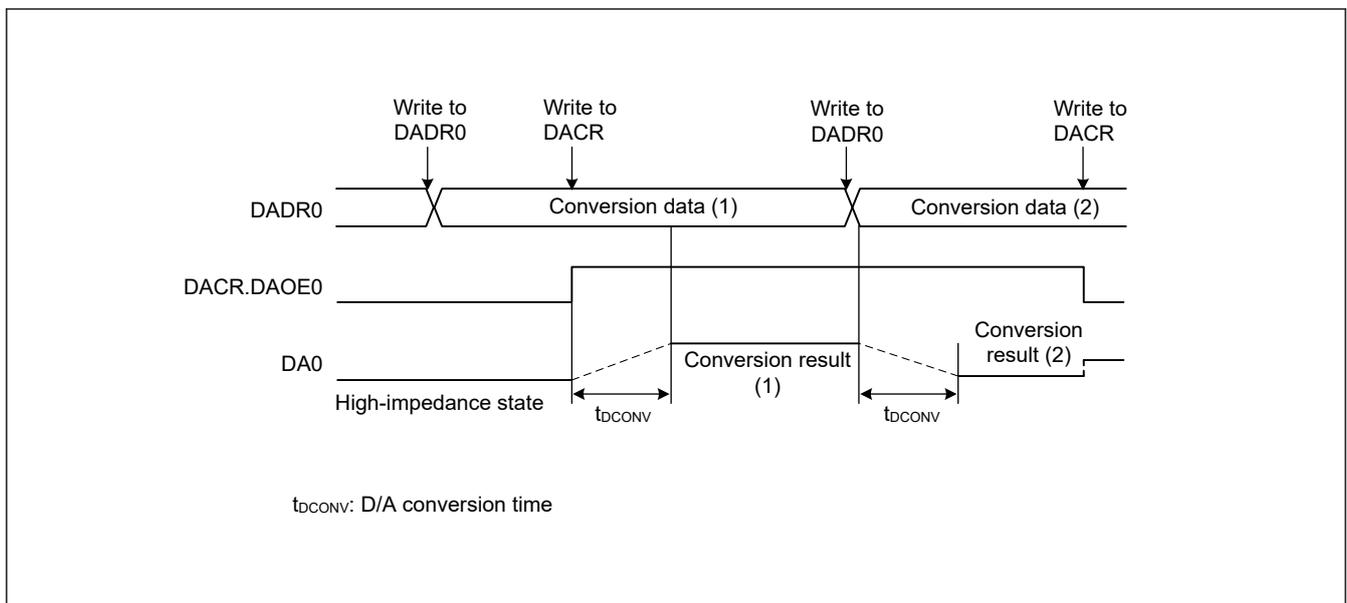 Write to
DADR0
Write to
DACR
Write to
DADR0
Write to
DACR
DADR0
Conversion data (1)
Conversion data (2)
DACR.DAOE0
DA0
Conversion result
(1)
Conversion
result (2)
High-impedance state
tDCONV
tDCONV
tDCONV: D/A conversion time